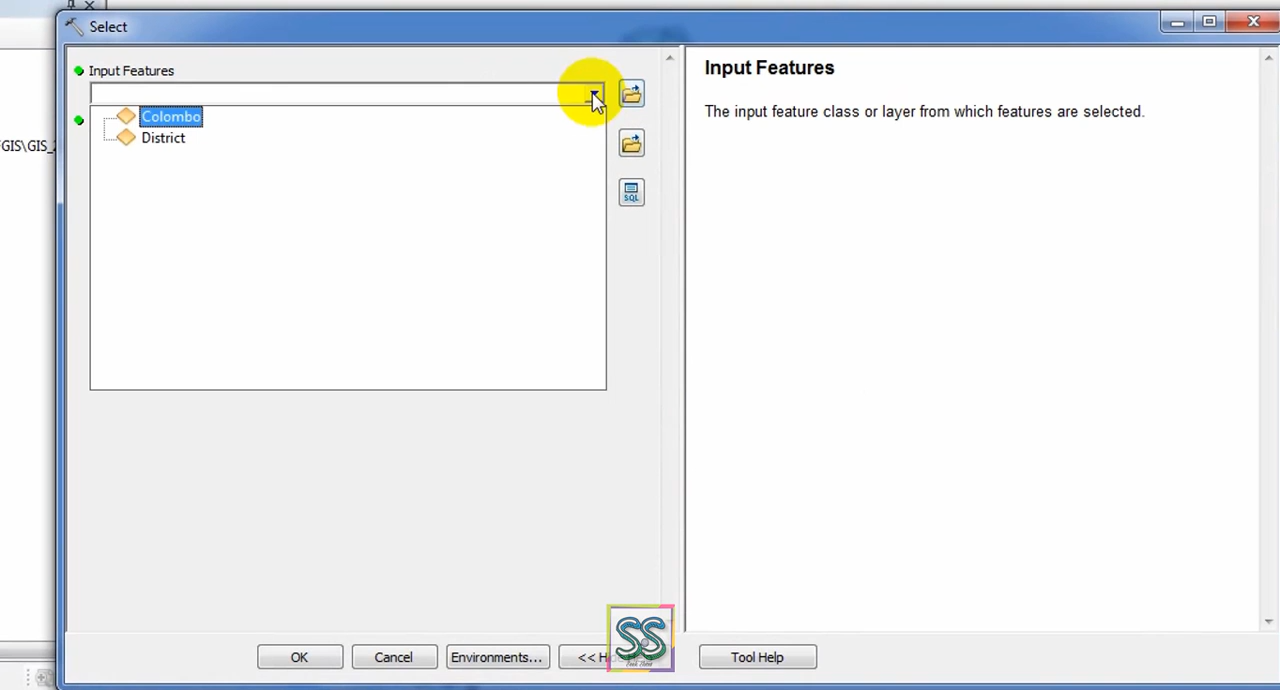 Select
Input Features
Colombo
District
GIS\GIS_
SQL
Input Features
The input feature class or layer from which features are selected.
OK
Cancel
Environments...
<< H
SS
Tool Help